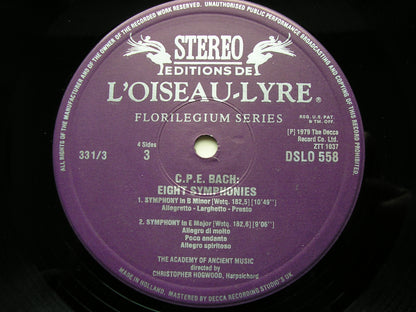 ALL RIGHTS OF THE MANUFACTURER AND OF THE OWNER OF THE RECORDED WORK RESERVED. UNAUTHORISED PUBLIC PERFORMANCE, BROADCASTING AND COPYING OF THIS RECORD PROHIBITED.
STEREO
EDITIONS DE
L'OISEAU-LYRE®
FLORILEGIUM SERIES
REG. U.S. PAT. & TM. OFF.
33 1/3
4 Sides
3
℗ 1979 The Decca
Record Co. Ltd.
ZTT 1037
DSLO 558
C.P.E. BACH:
EIGHT SYMPHONIES
1. SYMPHONY in B Minor [Wotq. 182,5] [10'49"]
Allegretto - Larghetto - Presto
2. SYMPHONY in E Major [Wotq. 182,6] [9'06"]
Allegro di molto
Poco andante
Allegro spiritoso
THE ACADEMY OF ANCIENT MUSIC
directed by
CHRISTOPHER HOGWOOD, Harpsichord
MADE IN HOLLAND. MASTERED BY DECCA RECORDING STUDIOS U.K.